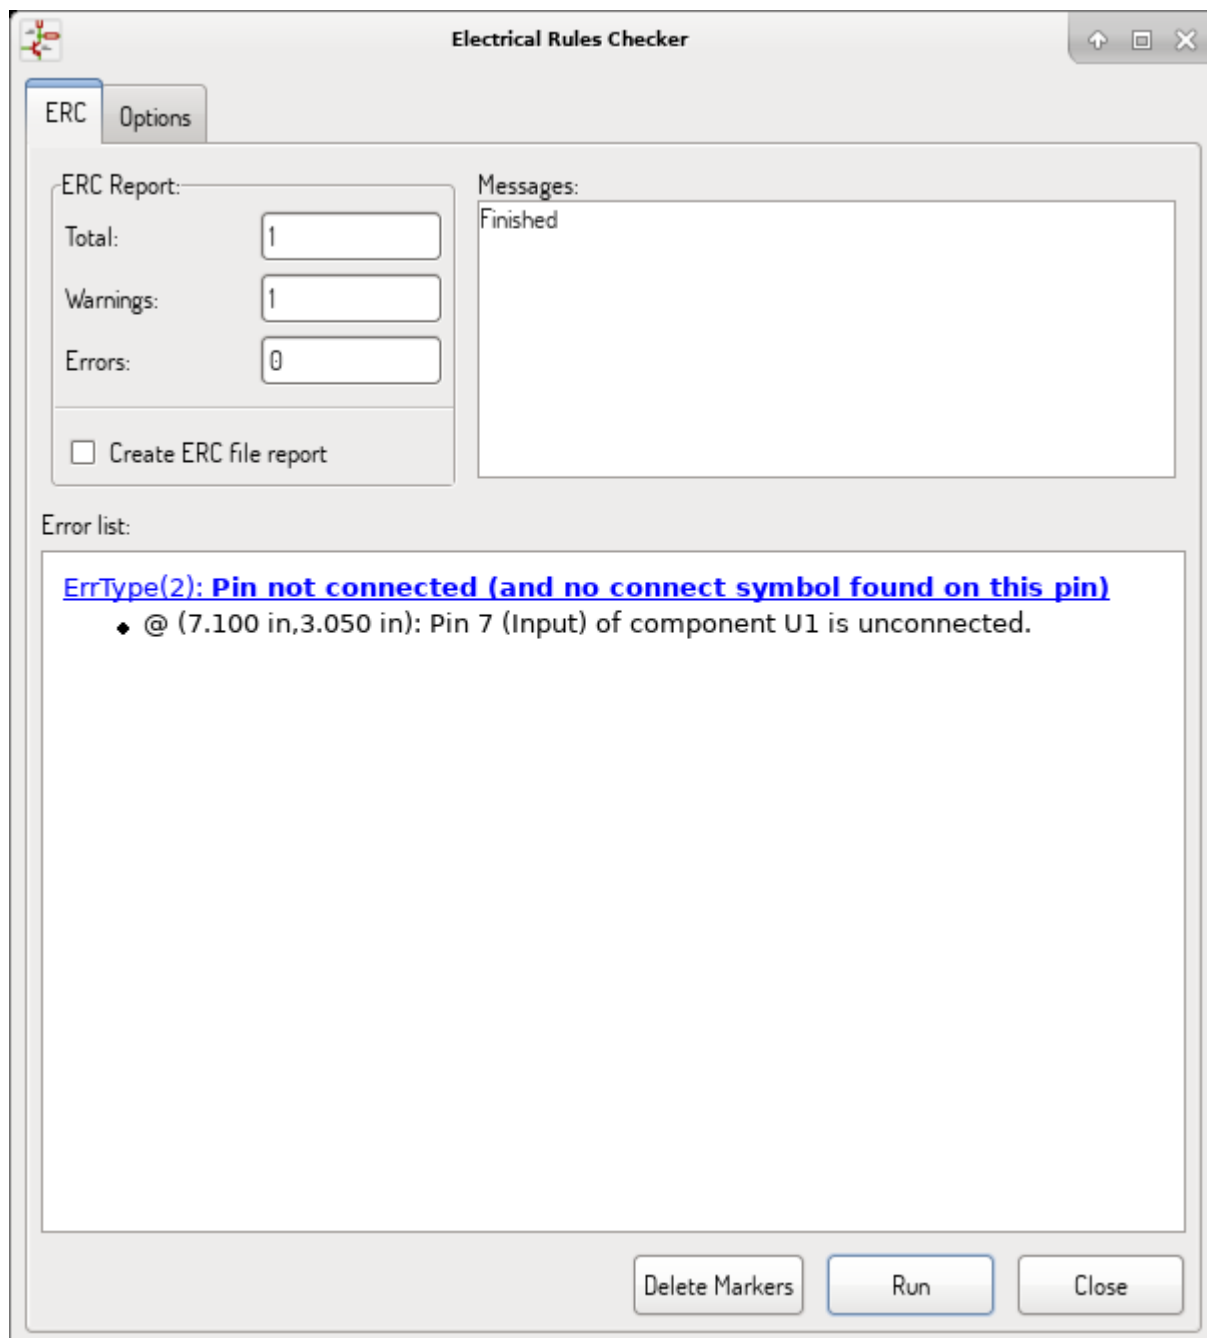 Electrical Rules Checker
ERC
Options
ERC Report:
Total:
1
Warnings:
1
Errors:
0
Create ERC file report
Messages:
Finished
Error list:
ErrType(2): Pin not connected (and no connect symbol found on this pin)
@ (7.100 in,3.050 in): Pin 7 (Input) of component U1 is unconnected.
Delete Markers
Run
Close